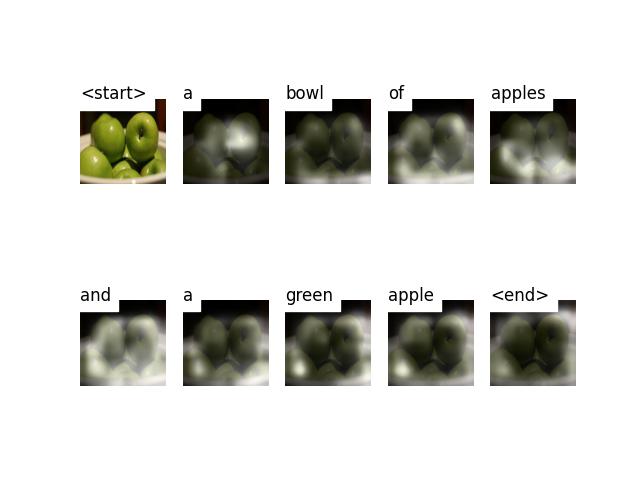 <start> a bowl of apples
and a green apple <end>